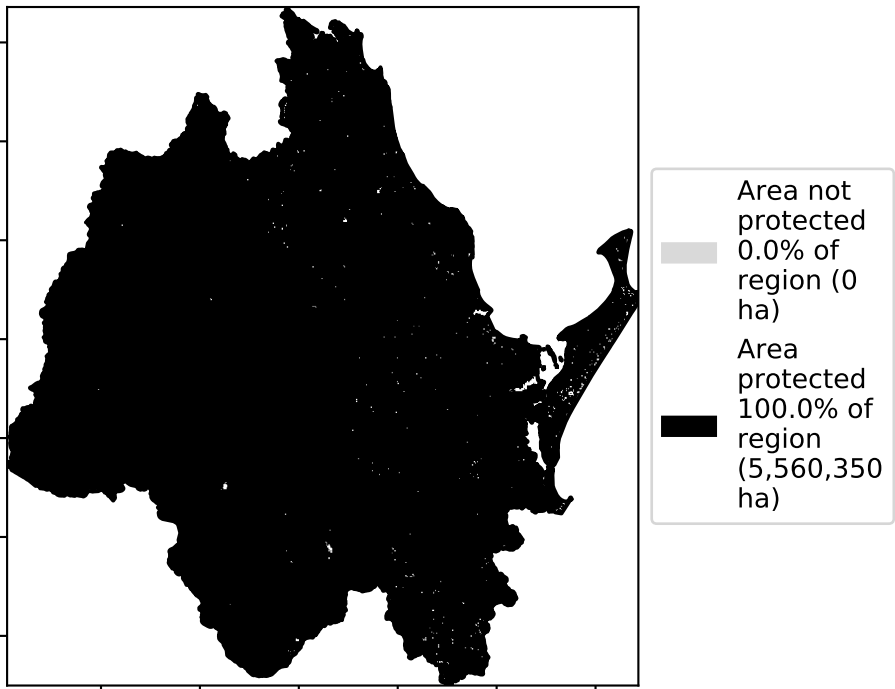 Area not
protected
0.0% of
region (0
ha)
Area
protected
100.0% of
region
(5,560,350
ha)